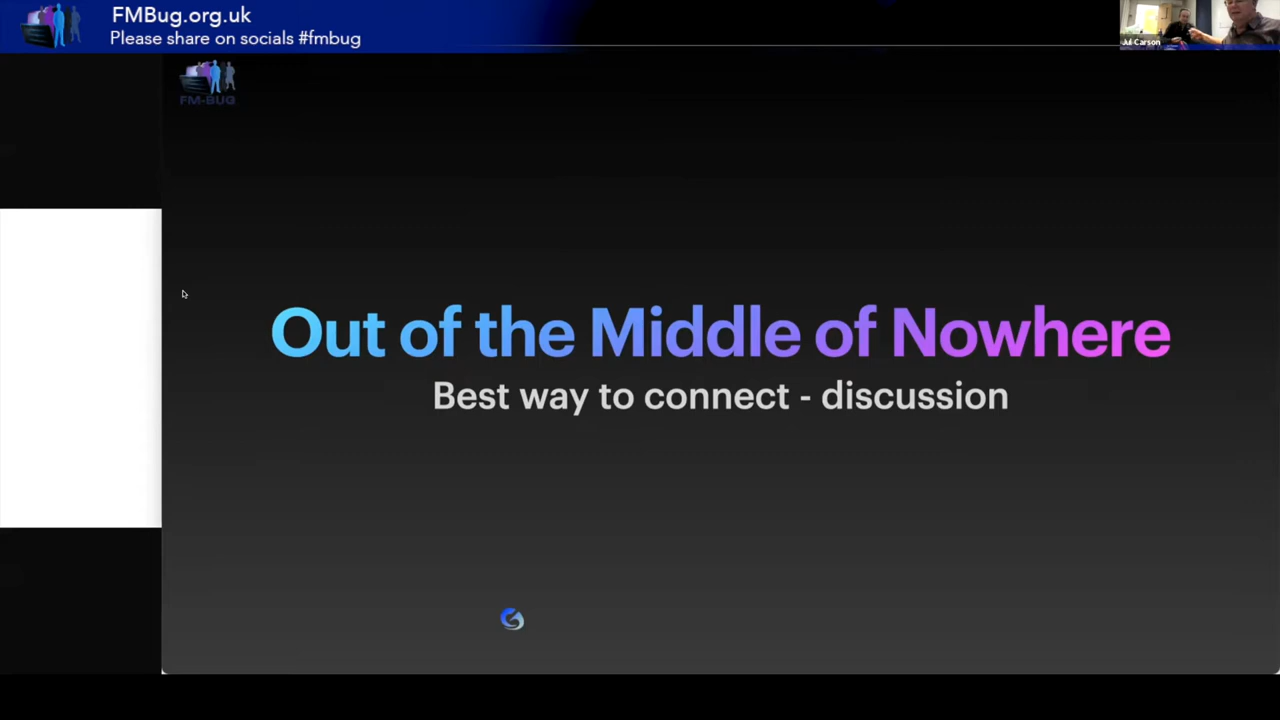 FMBug.org.uk
Please share on socials #fmbug
Jul Carson
FM-BUG
Out of the Middle of Nowhere
Best way to connect - discussion